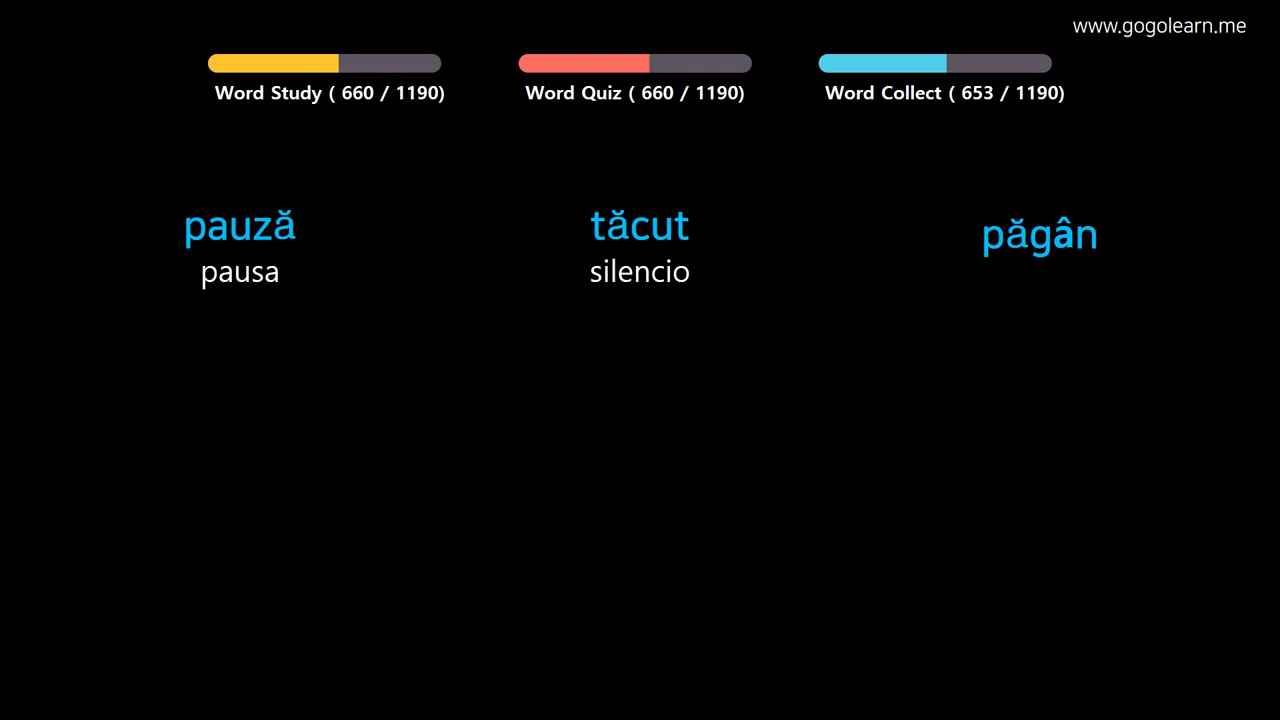 www.gogolearn.me
Word Study ( 660 / 1190)
Word Quiz ( 660 / 1190)
Word Collect ( 653 / 1190)
pauză
pausa
tăcut
silencio
păgân